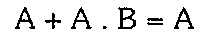 A + A . B = A